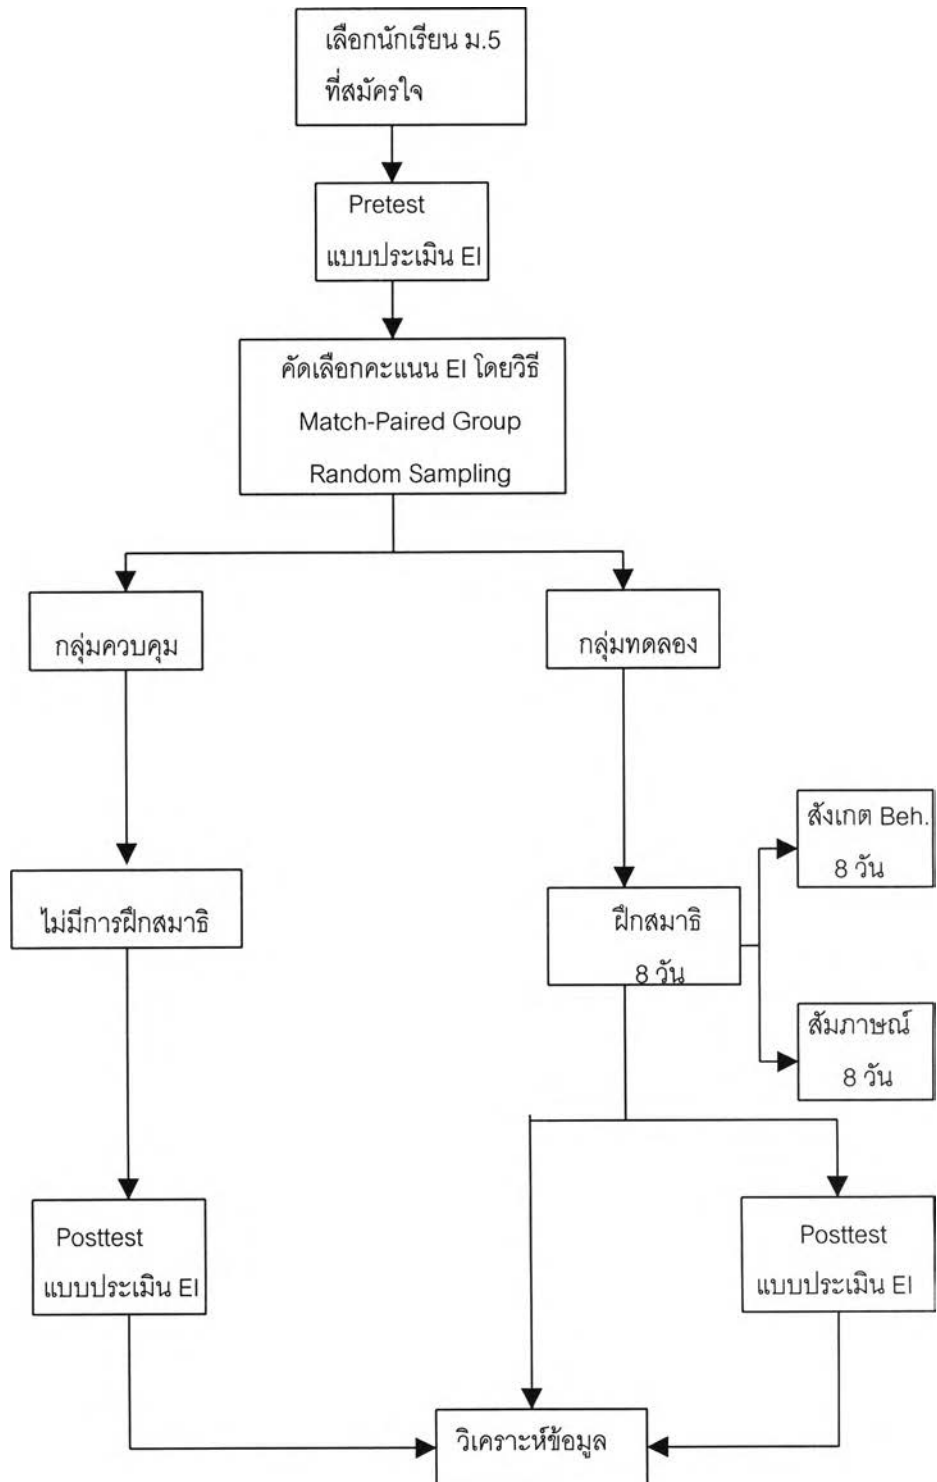 เลือกนักเรียน ม.5
ที่สมัครใจ
Pretest
แบบประเมิน EI
คัดเลือกคะแนน EI โดยวิธี
Match-Paired Group
Random Sampling
กลุ่มควบคุม
กลุ่มทดลอง
สังเกต Beh.
8 วัน
ไม่มีการฝึกสมาธิ
ฝึกสมาธิ
8 วัน
สัมภาษณ์
8 วัน
Posttest
แบบประเมิน EI
Posttest
แบบประเมิน EI
วิเคราะห์ข้อมูล